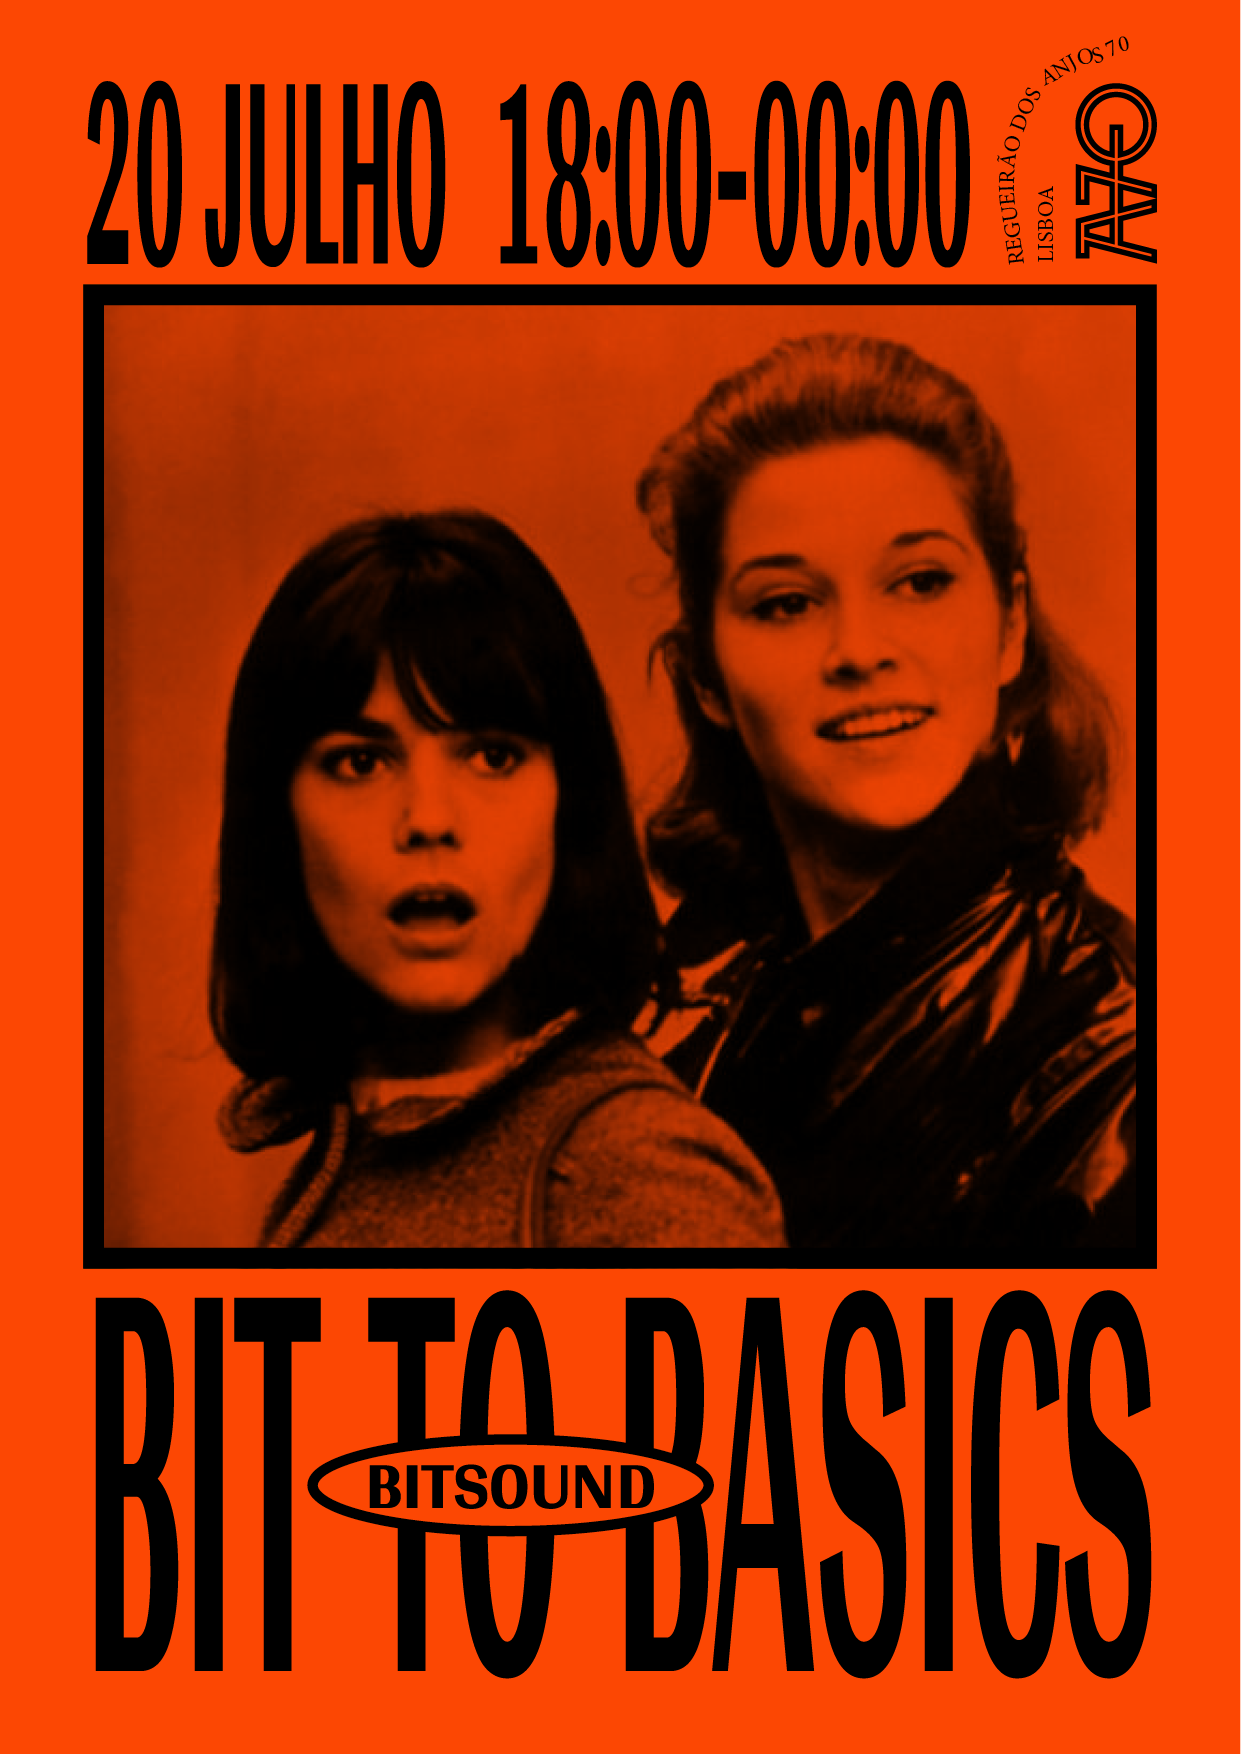 20 JULHO 18:00-00:00
REGUEIRÃO DOS ANJOS 70
LISBOA
BIT TO BASICS
BITSOUND